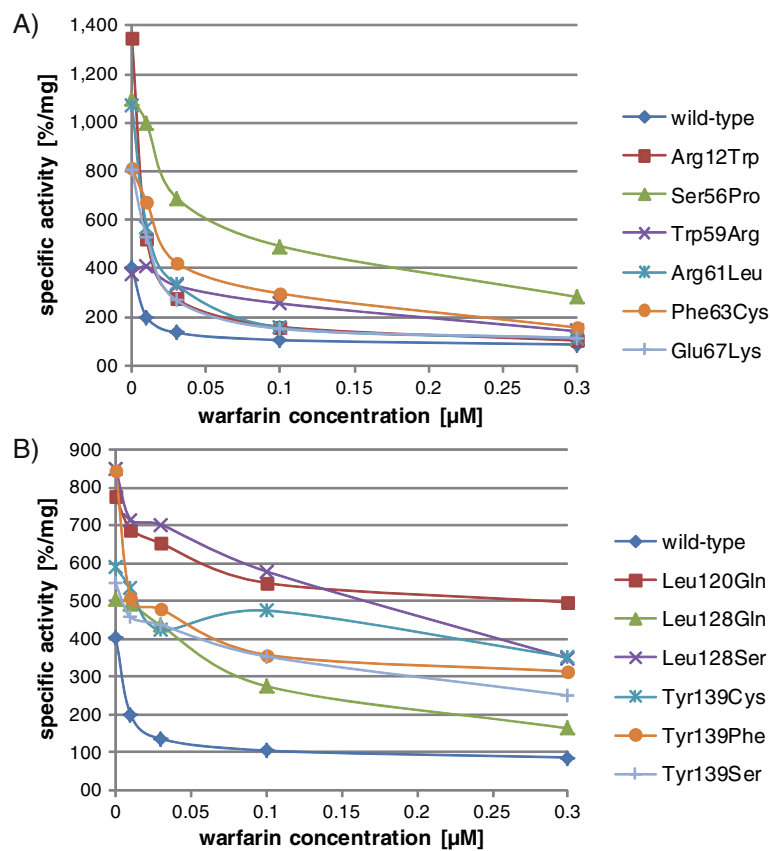 A)
specific activity [%/mg]
1,400
1,200
1,000
800
600
400
200
00
0 0.05 0.1 0.15 0.2 0.25 0.3
warfarin concentration [µM]
wild-type
Arg12Trp
Ser56Pro
Trp59Arg
Arg61Leu
Phe63Cys
Glu67Lys
B)
specific activity [%/mg]
900
800
700
600
500
400
300
200
100
00
0 0.05 0.1 0.15 0.2 0.25 0.3
warfarin concentration [µM]
wild-type
Leu120Gln
Leu128Gln
Leu128Ser
Tyr139Cys
Tyr139Phe
Tyr139Ser